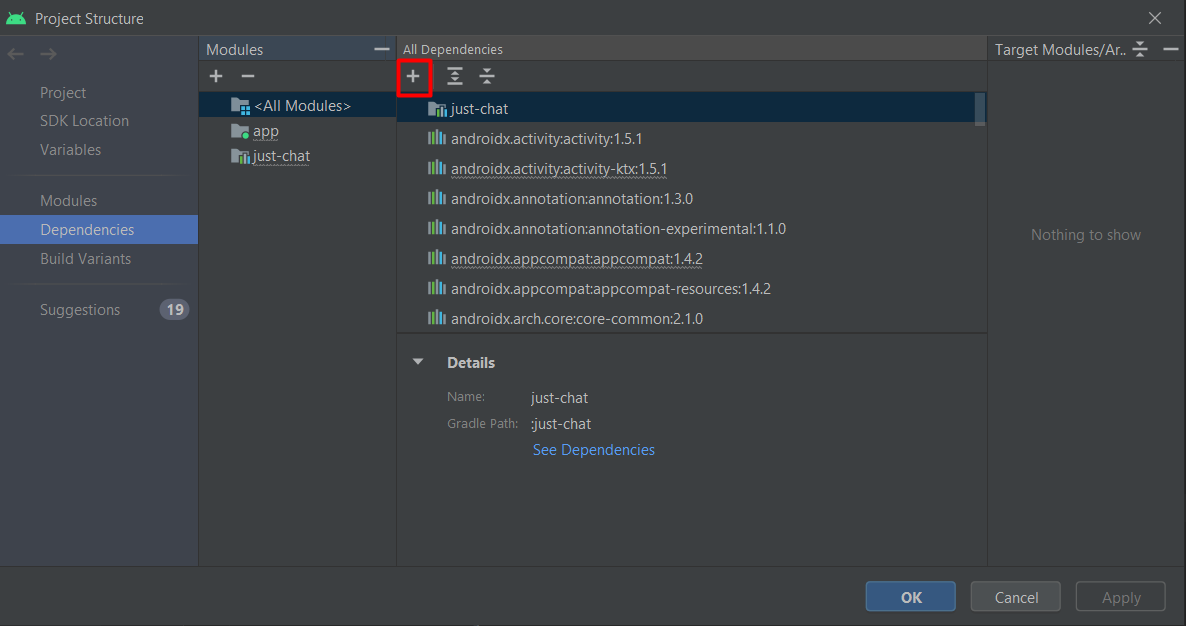 Project Structure
Project
SDK Location
Variables
Modules
Dependencies
Build Variants
Suggestions 19
Modules
<All Modules>
app
just-chat
All Dependencies
just-chat
androidx.activity:activity:1.5.1
androidx.activity:activity-ktx:1.5.1
androidx.annotation:annotation:1.3.0
androidx.annotation:annotation-experimental:1.1.0
androidx.appcompat:appcompat:1.4.2
androidx.appcompat:appcompat-resources:1.4.2
androidx.arch.core:core-common:2.1.0
Details
Name: just-chat
Gradle Path: :just-chat
See Dependencies
Target Modules/Ar..
Nothing to show
OK Cancel Apply